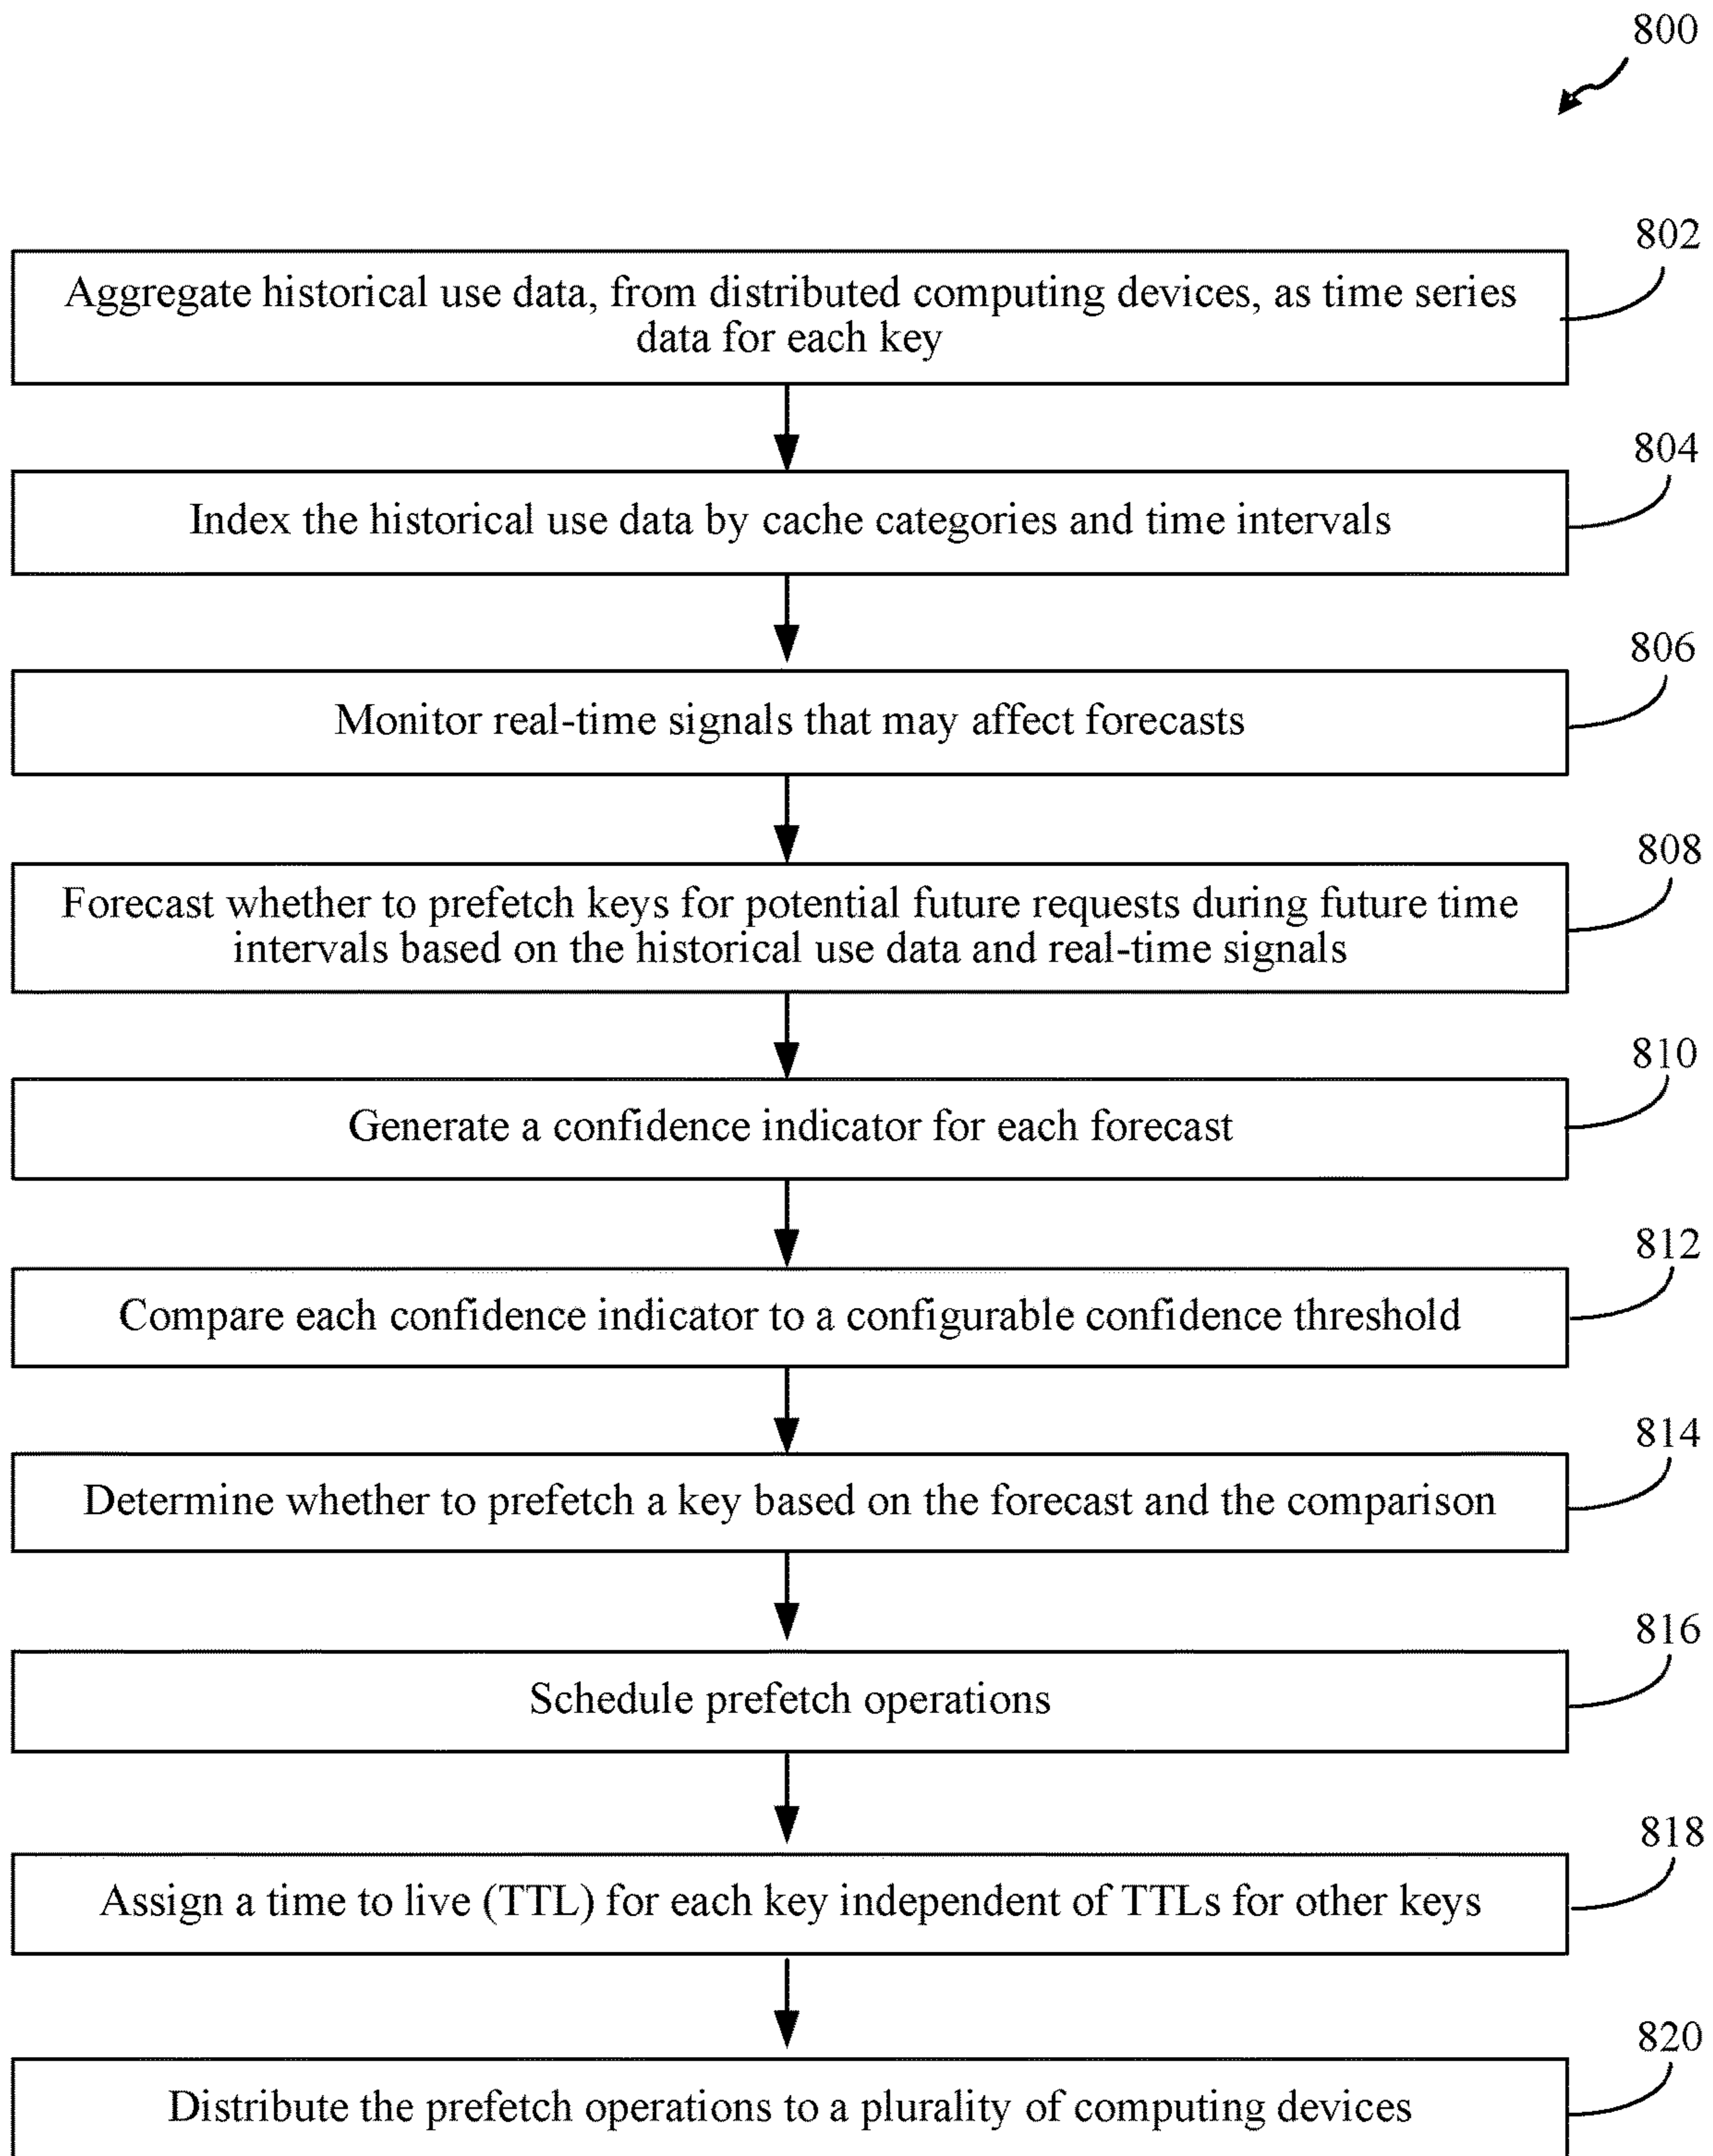 800
802
Aggregate historical use data, from distributed computing devices, as time series
data for each key
804
Index the historical use data by cache categories and time intervals
806
Monitor real-time signals that may affect forecasts
808
Forecast whether to prefetch keys for potential future requests during future time
intervals based on the historical use data and real-time signals
810
Generate a confidence indicator for each forecast
812
Compare each confidence indicator to a configurable confidence threshold
814
Determine whether to prefetch a key based on the forecast and the comparison
816
Schedule prefetch operations
818
Assign a time to live (TTL) for each key independent of TTLs for other keys
820
Distribute the prefetch operations to a plurality of computing devices